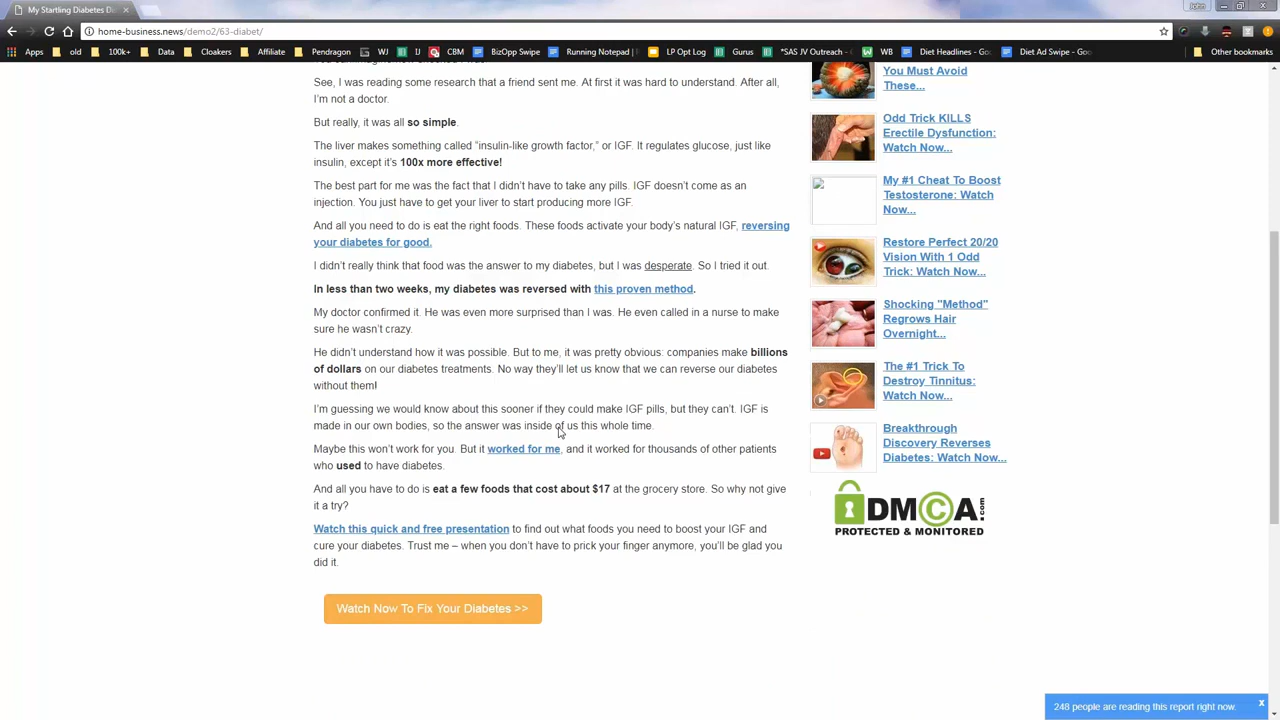 My Startling Diabetes D
home-business.news/demo2/63-diabet/
Apps old 100k+ Data Cloakers Affiliate Pendragon WJ IJ CBM BizOpp Swipe Running Notepad LP Opt Log Gurus *SAS JV Outreach - G WB Diet Headlines - Go Diet Ad Swipe - Goo Other bookmarks
See, I was reading some research that a friend sent me. At first it was hard to understand. After all,
I'm not a doctor.
But really, it was all so simple.
The liver makes something called “insulin-like growth factor,” or IGF. It regulates glucose, just like
insulin, except it's 100x more effective!
The best part for me was the fact that I didn't have to take any pills. IGF doesn't come as an
injection. You just have to get your liver to start producing more IGF.
And all you need to do is eat the right foods. These foods activate your body's natural IGF, reversing
your diabetes for good.
I didn't really think that food was the answer to my diabetes, but I was desperate. So I tried it out.
In less than two weeks, my diabetes was reversed with this proven method.
My doctor confirmed it. He was even more surprised than I was. He even called in a nurse to make
sure he wasn't crazy.
He didn't understand how it was possible. But to me, it was pretty obvious: companies make billions
of dollars on our diabetes treatments. No way they'll let us know that we can reverse our diabetes
without them!
I'm guessing we would know about this sooner if they could make IGF pills, but they can't. IGF is
made in our own bodies, so the answer was inside of us this whole time.
Maybe this won't work for you. But it worked for me, and it worked for thousands of other patients
who used to have diabetes.
And all you have to do is eat a few foods that cost about $17 at the grocery store. So why not give
it a try?
Watch this quick and free presentation to find out what foods you need to boost your IGF and
cure your diabetes. Trust me – when you don't have to prick your finger anymore, you'll be glad you
did it.
Watch Now To Fix Your Diabetes >>
You Must Avoid
These...
Odd Trick KILLS
Erectile Dysfunction:
Watch Now...
My #1 Cheat To Boost
Testosterone: Watch
Now...
Restore Perfect 20/20
Vision With 1 Odd
Trick: Watch Now...
Shocking "Method"
Regrows Hair
Overnight...
The #1 Trick To
Destroy Tinnitus:
Watch Now...
Breakthrough
Discovery Reverses
Diabetes: Watch Now...
DMCA.com
PROTECTED & MONITORED
248 people are reading this report right now. x